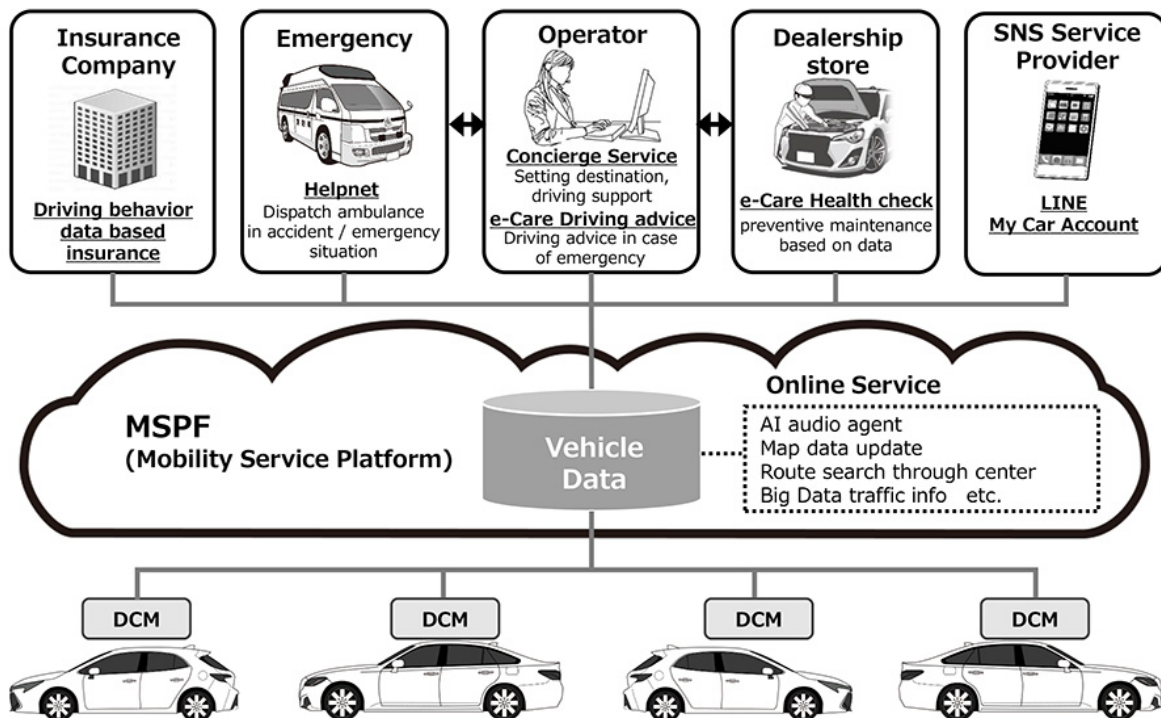 Insurance
Company
Driving behavior
data based
insurance
Emergency
Helpnet
Dispatch ambulance
in accident / emergency
situation
Operator
Concierge Service
Setting destination,
driving support
e-Care Driving advice
Driving advice in case
of emergency
Dealership
store
e-Care Health check
preventive maintenance
based on data
SNS Service
Provider
LINE
My Car Account
MSPF
(Mobility Service Platform)
Vehicle
Data
Online Service
AI audio agent
Map data update
Route search through center
Big Data traffic info etc.
DCM
DCM
DCM
DCM